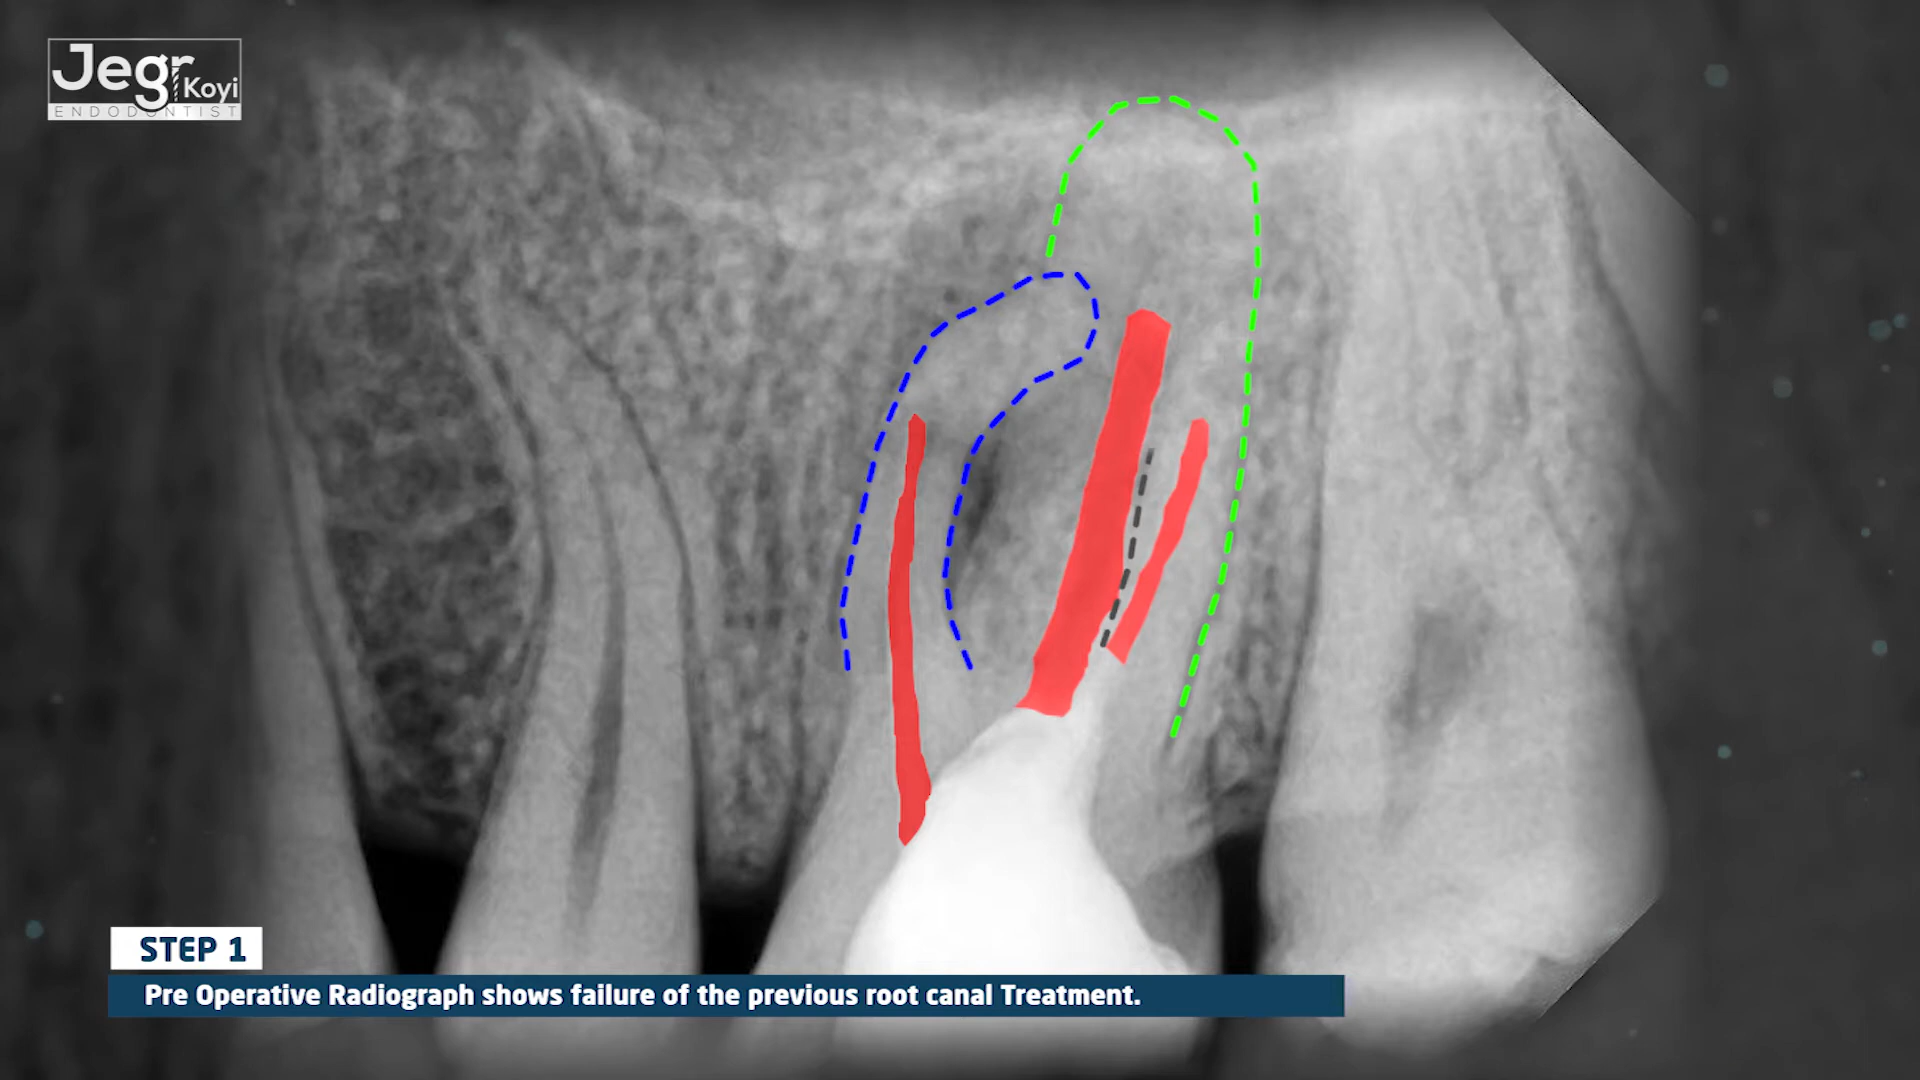 Jegr
Koyi
ENDODONTIST
STEP 1
Pre Operative Radiograph shows failure of the previous root canal Treatment.